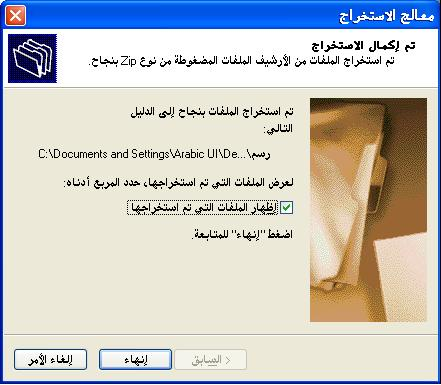 معالج الاستخراج
تم إكمال الاستخراج
تم استخراج الملفات من الأرشيف الملفات المضغوطة من نوع Zip بنجاح.
تم استخراج الملفات بنجاح إلى الدليل
التالي:
C:\Documents and Settings\Arabic UI\De...\رسم
لعرض الملفات التي تم استخراجها، حدد المربع أدناه:
إظهار الملفات التي تم استخراجها
اضغط "إنهاء" للمتابعة.
< السابق
إنهاء
إلغاء الأمر